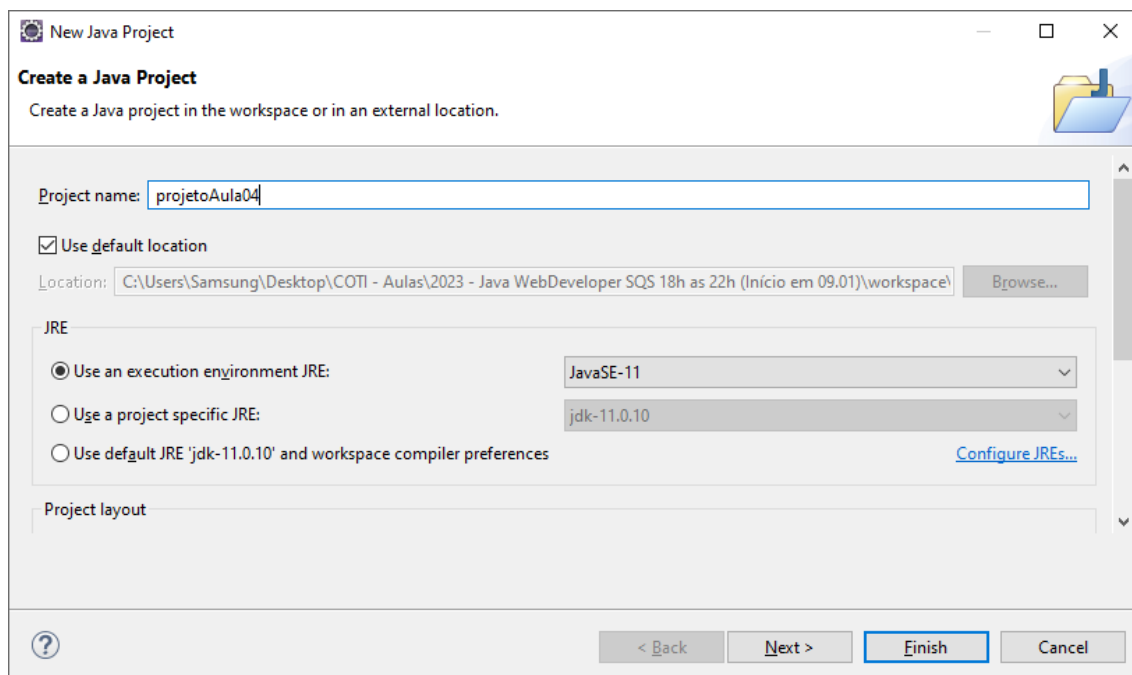 New Java Project
Create a Java Project
Create a Java project in the workspace or in an external location.
Project name: projetoAula04
Use default location
Location: C:\Users\Samsung\Desktop\COTI - Aulas\2023 - Java WebDeveloper SQS 18h as 22h (Início em 09.01)\workspace\ Browse...
JRE
Use an execution environment JRE: JavaSE-11
Use a project specific JRE: jdk-11.0.10
Use default JRE 'jdk-11.0.10' and workspace compiler preferences Configure JREs...
Project layout
? < Back Next > Finish Cancel